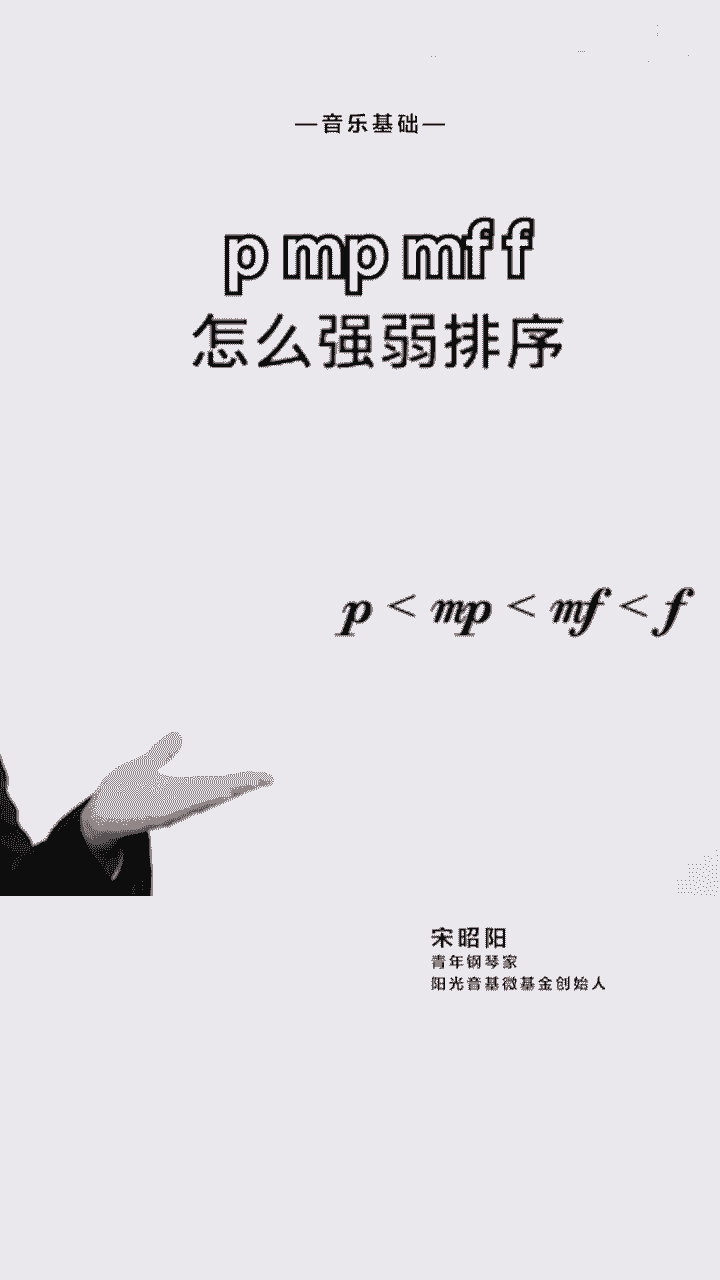 —音乐基础—
p mp mf f
怎么强弱排序
p < mp < mf < f
宋昭阳
青年钢琴家
阳光音基微基金创始人